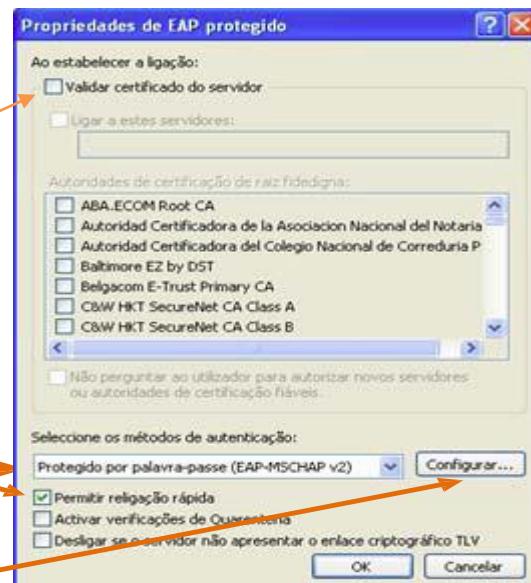 Propriedades de EAP protegido
Ao estabelecer a ligação:
Validar certificado do servidor
Ligar a estes servidores:
Autoridades de certificação de raiz fidedigna:
ABA.ECOM Root CA
Autoridad Certificadora de la Asociacion Nacional del Notaria
Autoridad Certificadora del Colegio Nacional de Correduria P
Baltimore EZ by DST
Belgacom E-Trust Primary CA
C&W HKT SecureNet CA Class A
C&W HKT SecureNet CA Class B
Não perguntar ao utilizador para autorizar novos servidores
ou autoridades de certificação fiáveis.
Seleccione os métodos de autenticação:
Protegido por palavra-passe (EAP-MSCHAP v2)
Configurar...
Permitir religação rápida
Activar verificações de Quarentena
Desligar se o servidor não apresentar o enlace criptográfico TLV
OK
Cancelar